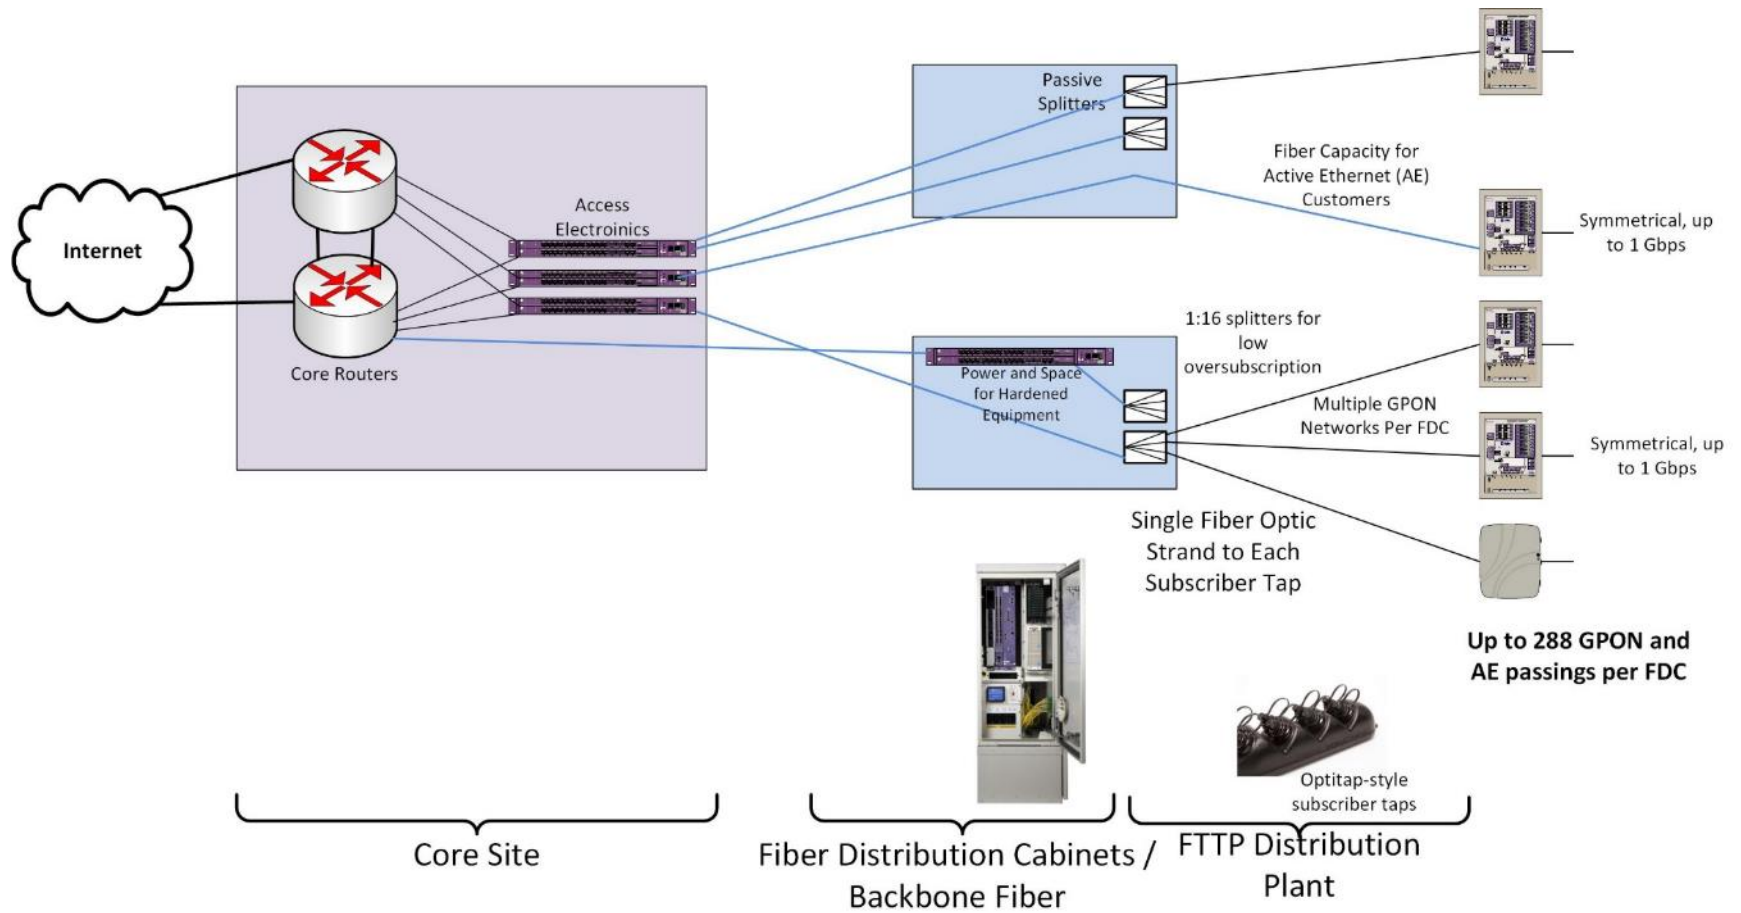 Internet
Core Routers
Access
Electroinics
Passive
Splitters
Fiber Capacity for
Active Ethernet (AE)
Customers
Symmetrical, up
to 1 Gbps
1:16 splitters for
low
oversubscription
Power and Space
for Hardened
Equipment
Multiple GPON
Networks Per FDC
Symmetrical, up
to 1 Gbps
Single Fiber Optic
Strand to Each
Subscriber Tap
Up to 288 GPON and
AE passings per FDC
Optitap-style
subscriber taps
Core Site
Fiber Distribution Cabinets /
Backbone Fiber
FTTP Distribution
Plant